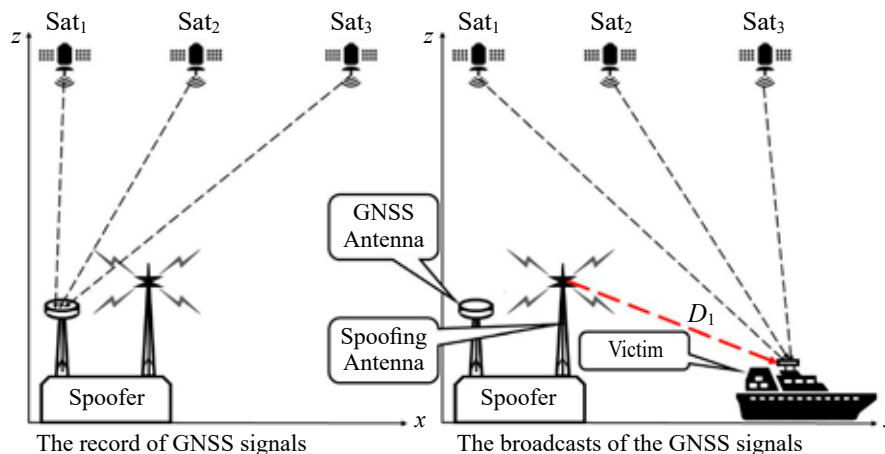 Sat₁ Sat₂ Sat₃
z
GNSS
Antenna
Spoofing
Antenna
Spoofer
x
The record of GNSS signals
Sat₁ Sat₂ Sat₃
z
D₁
Victim
Spoofer
The broadcasts of the GNSS signals